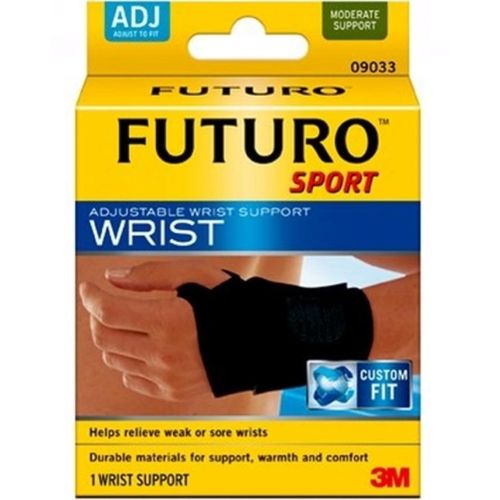 ADJ
ADJUST TO FIT
MODERATE
SUPPORT
09033
FUTURO
FUTURO™
SPORT
ADJUSTABLE WRIST SUPPORT
WRIST
CUSTOM
FIT
Helps relieve weak or sore wrists
Durable materials for support, warmth and comfort
1 WRIST SUPPORT
3M